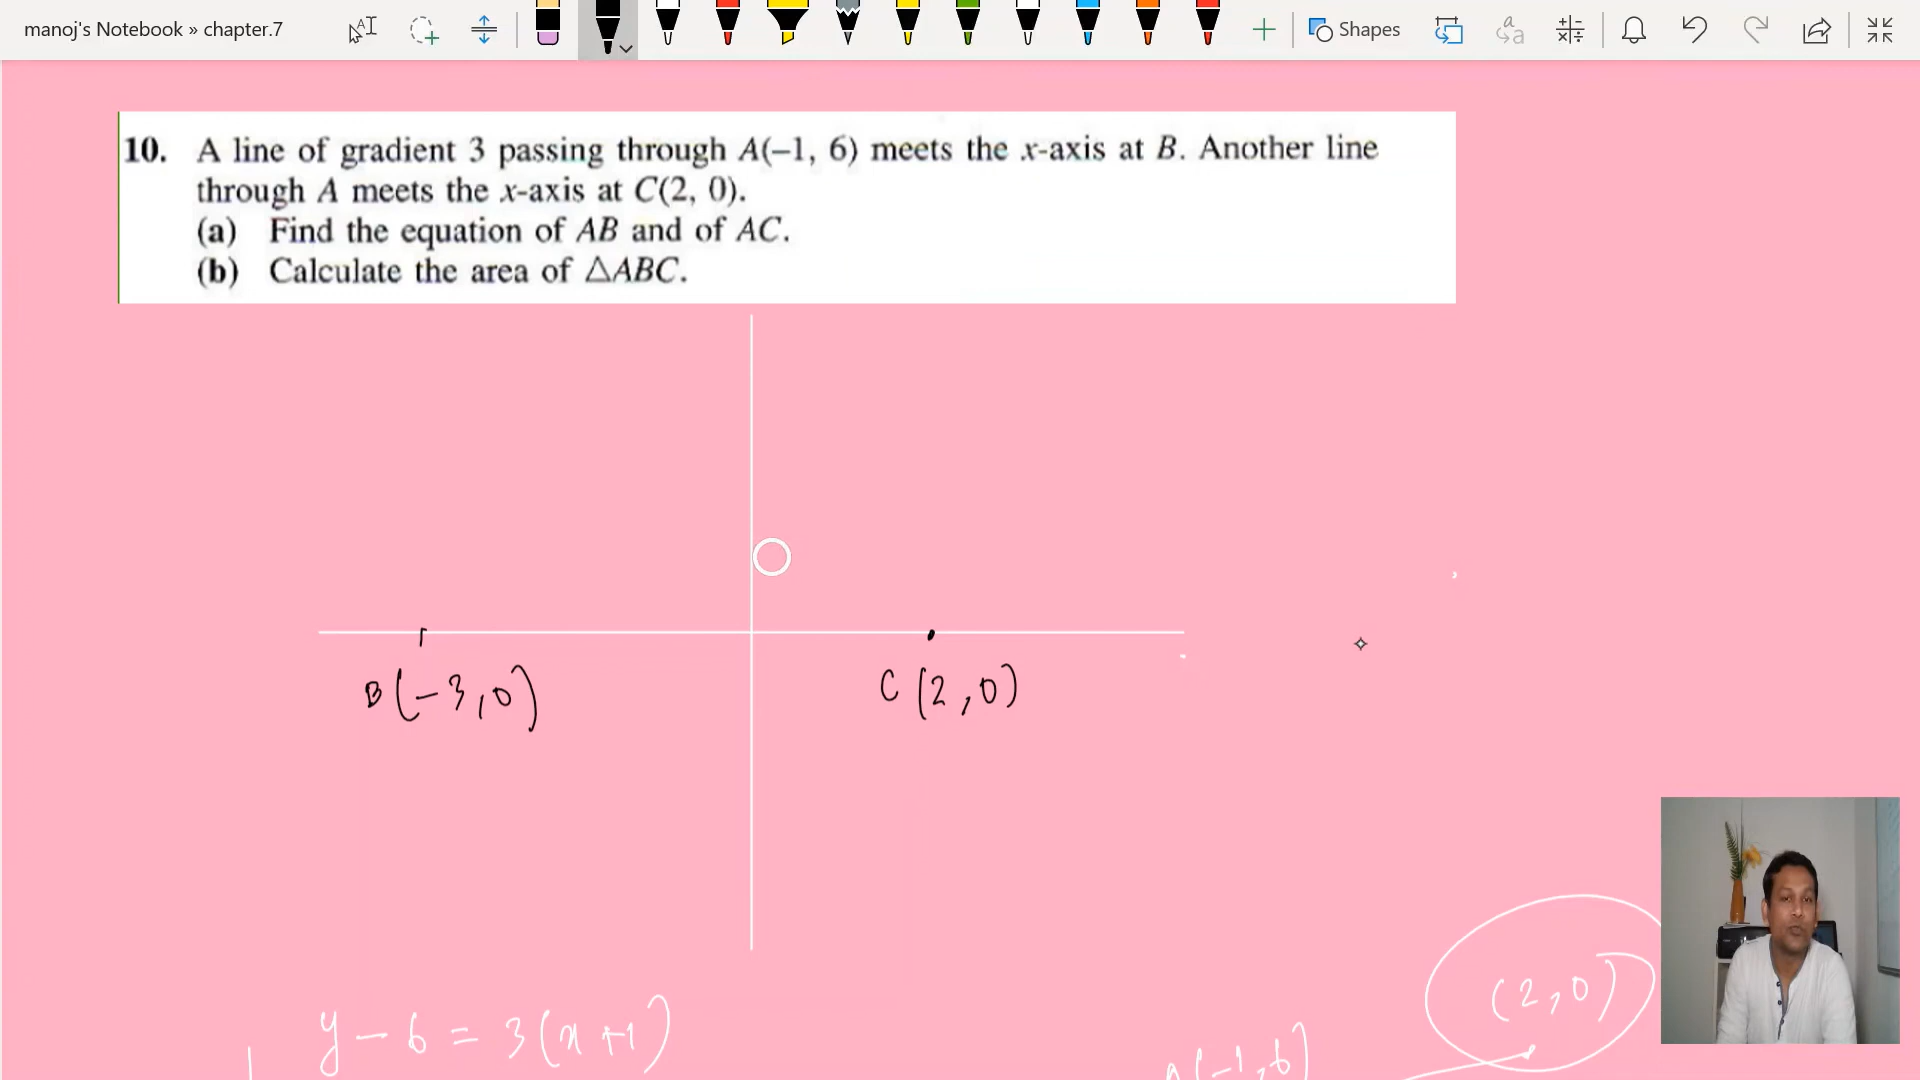 manoj's Notebook » chapter.7
Shapes
10. A line of gradient 3 passing through A(–1, 6) meets the x-axis at B. Another line
through A meets the x-axis at C(2, 0).
(a) Find the equation of AB and of AC.
(b) Calculate the area of △ABC.
B(-3,0)
C(2,0)
(2,0)
y-6=3(x+1)
A(-1,6)